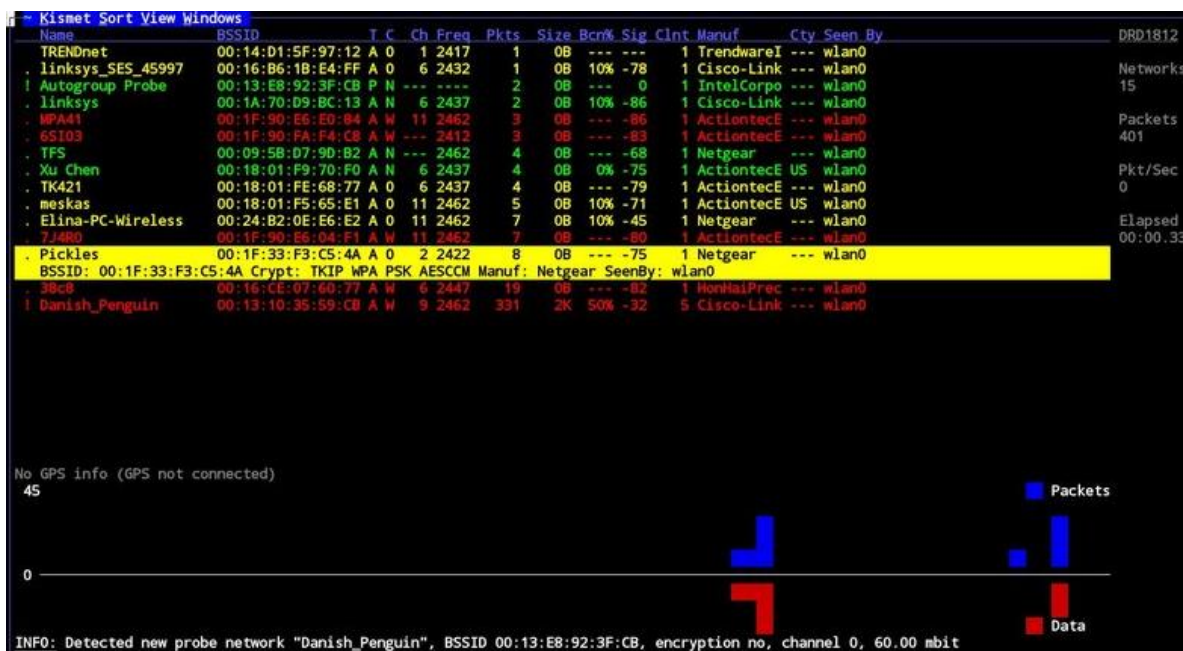 ~ Kismet Sort View Windows
Name BSSID T C Ch Freq Pkts Size Bcn% Sig Clnt Manuf Cty Seen By
DRD1812
TRENDnet 00:14:D1:5F:97:12 A O 1 2417 1 0B --- --- 1 TrendwareI --- wlan0
. linksys_SES_45997 00:16:B6:1B:E4:FF A O 6 2432 1 0B 10% -78 1 Cisco-Link --- wlan0
Networks
! Autogroup Probe 00:13:E8:92:3F:CB P N --- ---- 2 0B --- 0 1 IntelCorpo --- wlan0
15
. linksys 00:1A:70:D9:BC:13 A N 6 2437 2 0B 10% -86 1 Cisco-Link --- wlan0
. MPA41 00:1F:90:E6:E0:84 A W 11 2462 3 0B --- -86 1 ActiontecE --- wlan0
Packets
. 6SI03 00:1F:90:FA:F4:C8 A W --- 2412 3 0B --- -83 1 ActiontecE --- wlan0
401
. TFS 00:09:5B:D7:9D:B2 A N --- 2462 4 0B --- -68 1 Netgear --- wlan0
. Xu Chen 00:18:01:F9:70:F0 A N 6 2437 4 0B 0% -75 1 ActiontecE US wlan0
Pkt/Sec
. TK421 00:18:01:FE:68:77 A O 6 2437 4 0B --- -79 1 ActiontecE --- wlan0
0
. meskas 00:18:01:F5:65:E1 A O 11 2462 5 0B 10% -71 1 ActiontecE US wlan0
. Elina-PC-Wireless 00:24:B2:0E:E6:E2 A O 11 2462 7 0B 10% -45 1 Netgear --- wlan0
Elapsed
. 7J4R0 00:1F:90:E6:04:F1 A W 11 2462 7 0B --- -80 1 ActiontecE --- wlan0
00:00.33
. Pickles 00:1F:33:F3:C5:4A A O 2 2422 8 0B --- -75 1 Netgear --- wlan0
BSSID: 00:1F:33:F3:C5:4A Crypt: TKIP WPA PSK AESCCM Manuf: Netgear SeenBy: wlan0
. 38c8 00:16:CE:07:60:77 A W 6 2447 19 0B --- -82 1 HonHaiPrec --- wlan0
! Danish_Penguin 00:13:10:35:59:CB A W 9 2462 331 2K 50% -32 5 Cisco-Link --- wlan0
No GPS info (GPS not connected)
45
Packets
0
Data
INFO: Detected new probe network "Danish_Penguin", BSSID 00:13:E8:92:3F:CB, encryption no, channel 0, 60.00 mbit